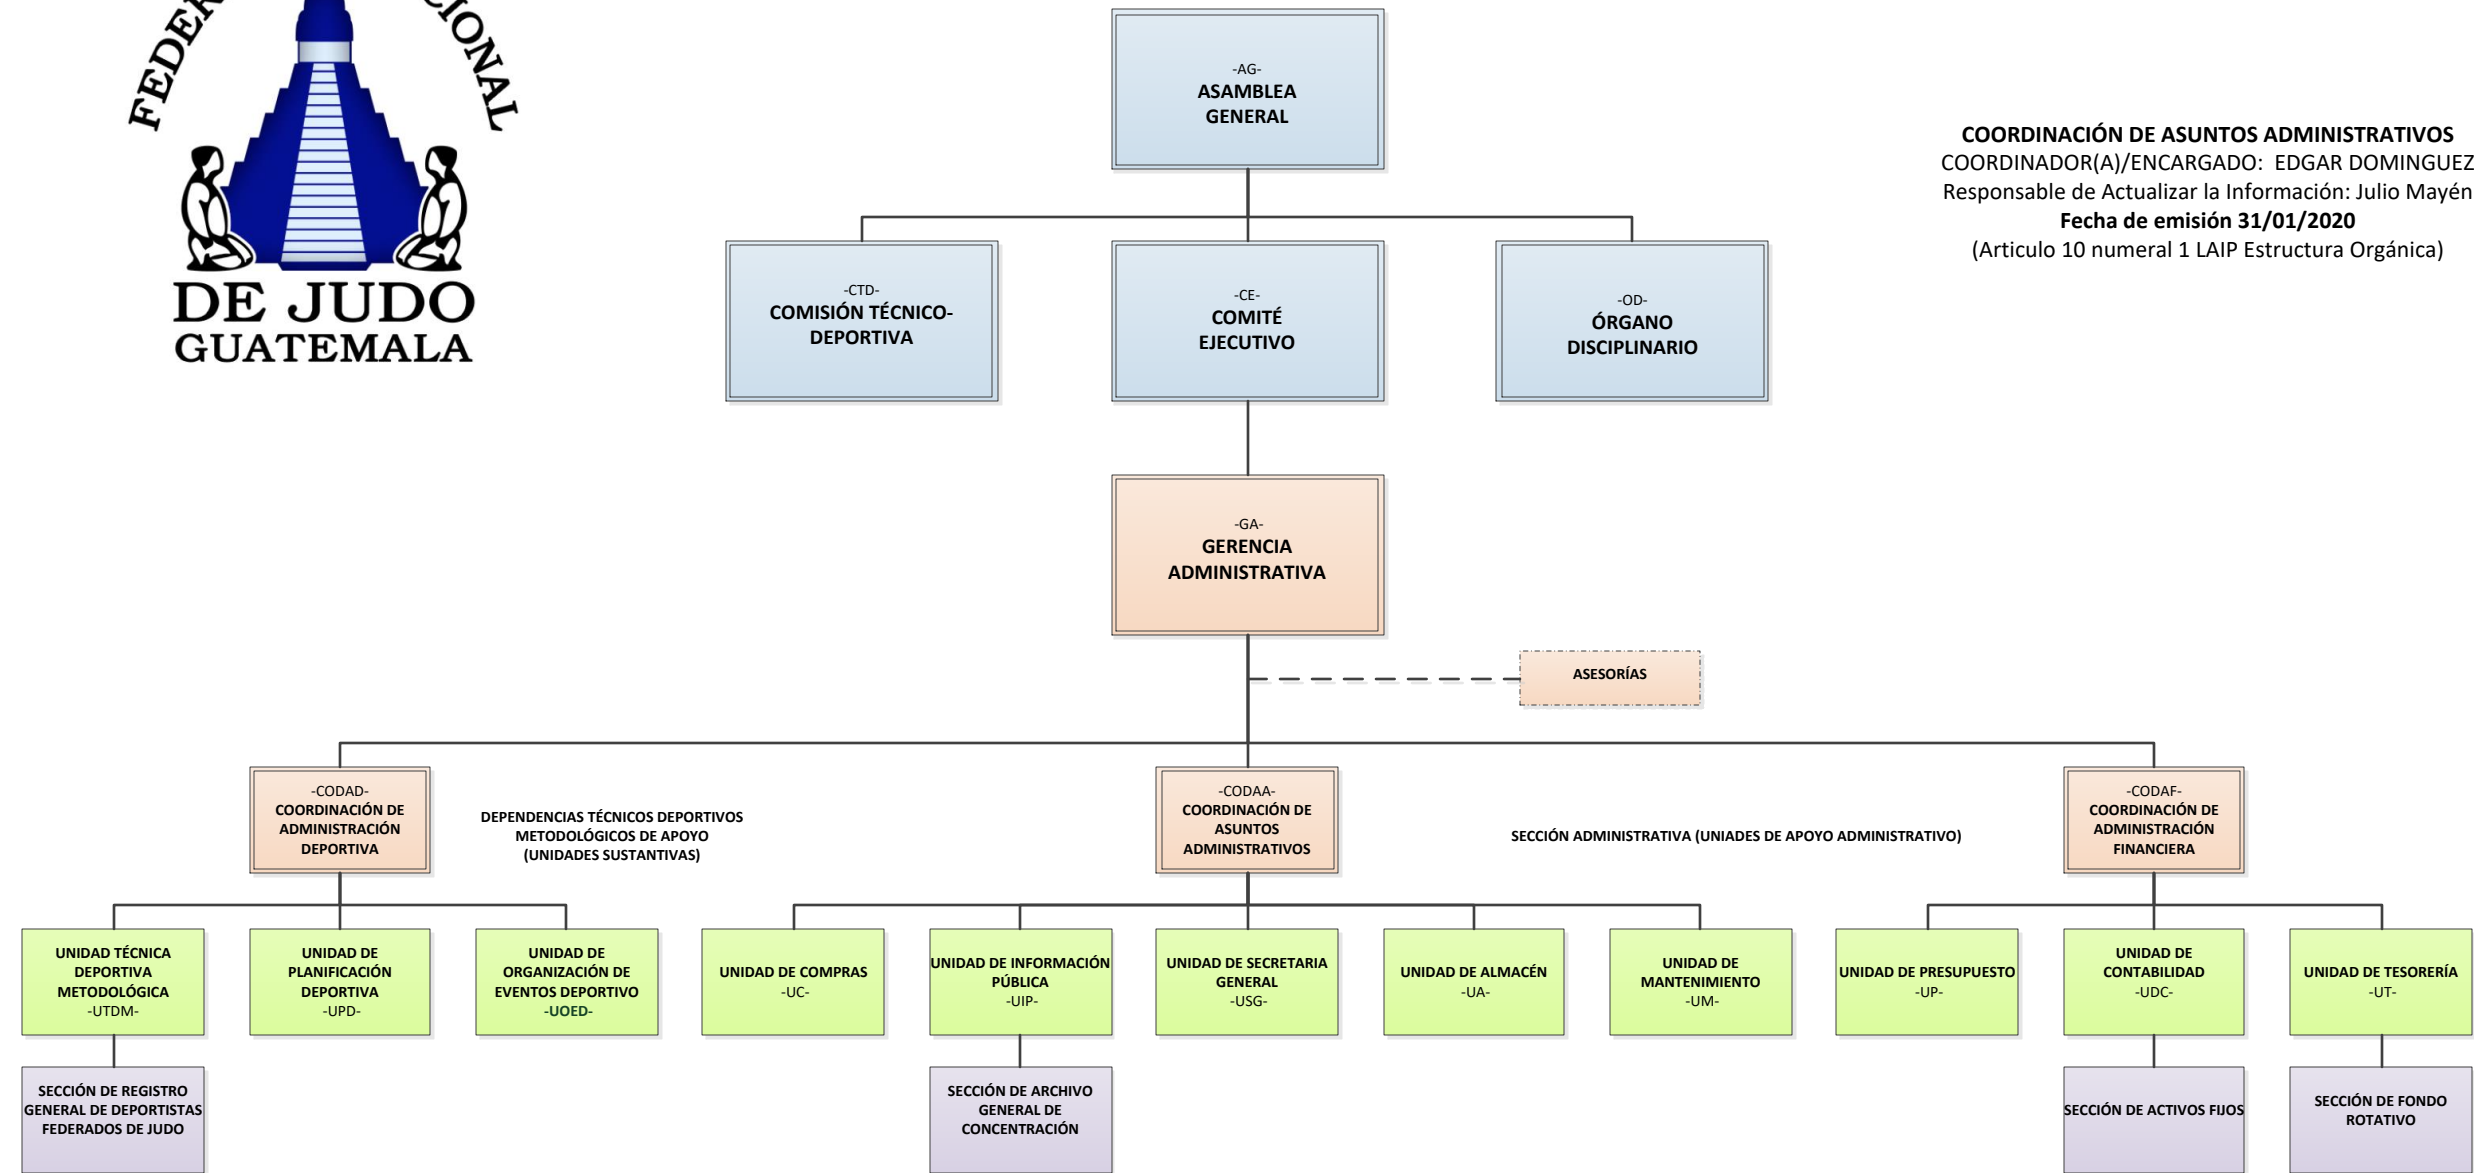 DE JUDO
GUATEMALA
-AG-
ASAMBLEA
GENERAL
COORDINACIÓN DE ASUNTOS ADMINISTRATIVOS
COORDINADOR(A)/ENCARGADO: EDGAR DOMINGUEZ
Responsable de Actualizar la Información: Julio Mayén
Fecha de emisión 31/01/2020
(Articulo 10 numeral 1 LAIP Estructura Orgánica)
-CTD-
COMISIÓN TÉCNICO-
DEPORTIVA
-CE-
COMITÉ
EJECUTIVO
-OD-
ÓRGANO
DISCIPLINARIO
-GA-
GERENCIA
ADMINISTRATIVA
ASESORÍAS
-CODAD-
COORDINACIÓN DE
ADMINISTRACIÓN
DEPORTIVA
DEPENDENCIAS TÉCNICOS DEPORTIVOS
METODOLÓGICOS DE APOYO
(UNIDADES SUSTANTIVAS)
-CODAA-
COORDINACIÓN DE
ASUNTOS
ADMINISTRATIVOS
SECCIÓN ADMINISTRATIVA (UNIADES DE APOYO ADMINISTRATIVO)
-CODAF-
COORDINACIÓN DE
ADMINISTRACIÓN
FINANCIERA
UNIDAD TÉCNICA
DEPORTIVA
METODOLÓGICA
-UTDM-
UNIDAD DE
PLANIFICACIÓN
DEPORTIVA
-UPD-
UNIDAD DE
ORGANIZACIÓN DE
EVENTOS DEPORTIVO
-UOED-
UNIDAD DE COMPRAS
-UC-
UNIDAD DE INFORMACIÓN
PÚBLICA
-UIP-
UNIDAD DE SECRETARIA
GENERAL
-USG-
UNIDAD DE ALMACÉN
-UA-
UNIDAD DE
MANTENIMIENTO
-UM-
UNIDAD DE PRESUPUESTO
-UP-
UNIDAD DE
CONTABILIDAD
-UDC-
UNIDAD DE TESORERÍA
-UT-
SECCIÓN DE REGISTRO
GENERAL DE DEPORTISTAS
FEDERADOS DE JUDO
SECCIÓN DE ARCHIVO
GENERAL DE
CONCENTRACIÓN
SECCIÓN DE ACTIVOS FIJOS
SECCIÓN DE FONDO
ROTATIVO